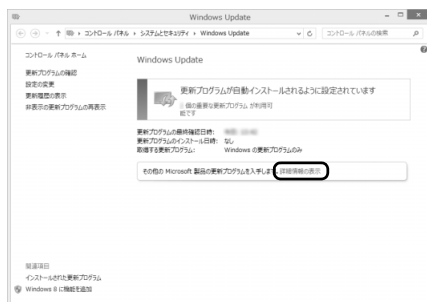 Windows Update
コントロール パネル ▸ システムとセキュリティ ▸ Windows Update
コントロール パネルの検索
コントロール パネル ホーム
更新プログラムの確認
設定の変更
更新履歴の表示
非表示の更新プログラムの再表示
Windows Update
更新プログラムが自動インストールされるように設定されています
個の重要な更新プログラム が利用可
能です
更新プログラムの最終確認日時:
更新プログラムのインストール日時: なし
取得する更新プログラム: Windows の更新プログラムのみ
その他の Microsoft 製品の更新プログラムを入手します。詳細情報の表示
関連項目
インストールされた更新プログラム
Windows 8 に機能を追加